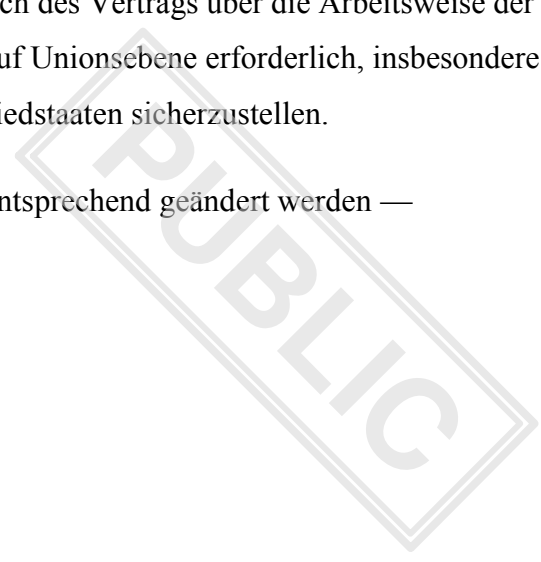 ch des Vertrags über die Arbeitsweise der
uf Unionsebene erforderlich, insbesondere
iedstaaten sicherzustellen.
ntsprechend geändert werden —
PUBLIC